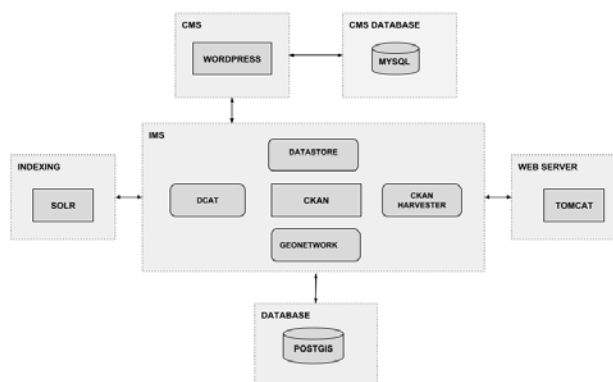 CMS
WORDPRESS
CMS DATABASE
MYSQL
IMS
DATASTORE
INDEXING
SOLR
DCAT
CKAN
CKAN
HARVESTER
GEONETWORK
WEB SERVER
TOMCAT
DATABASE
POSTGIS